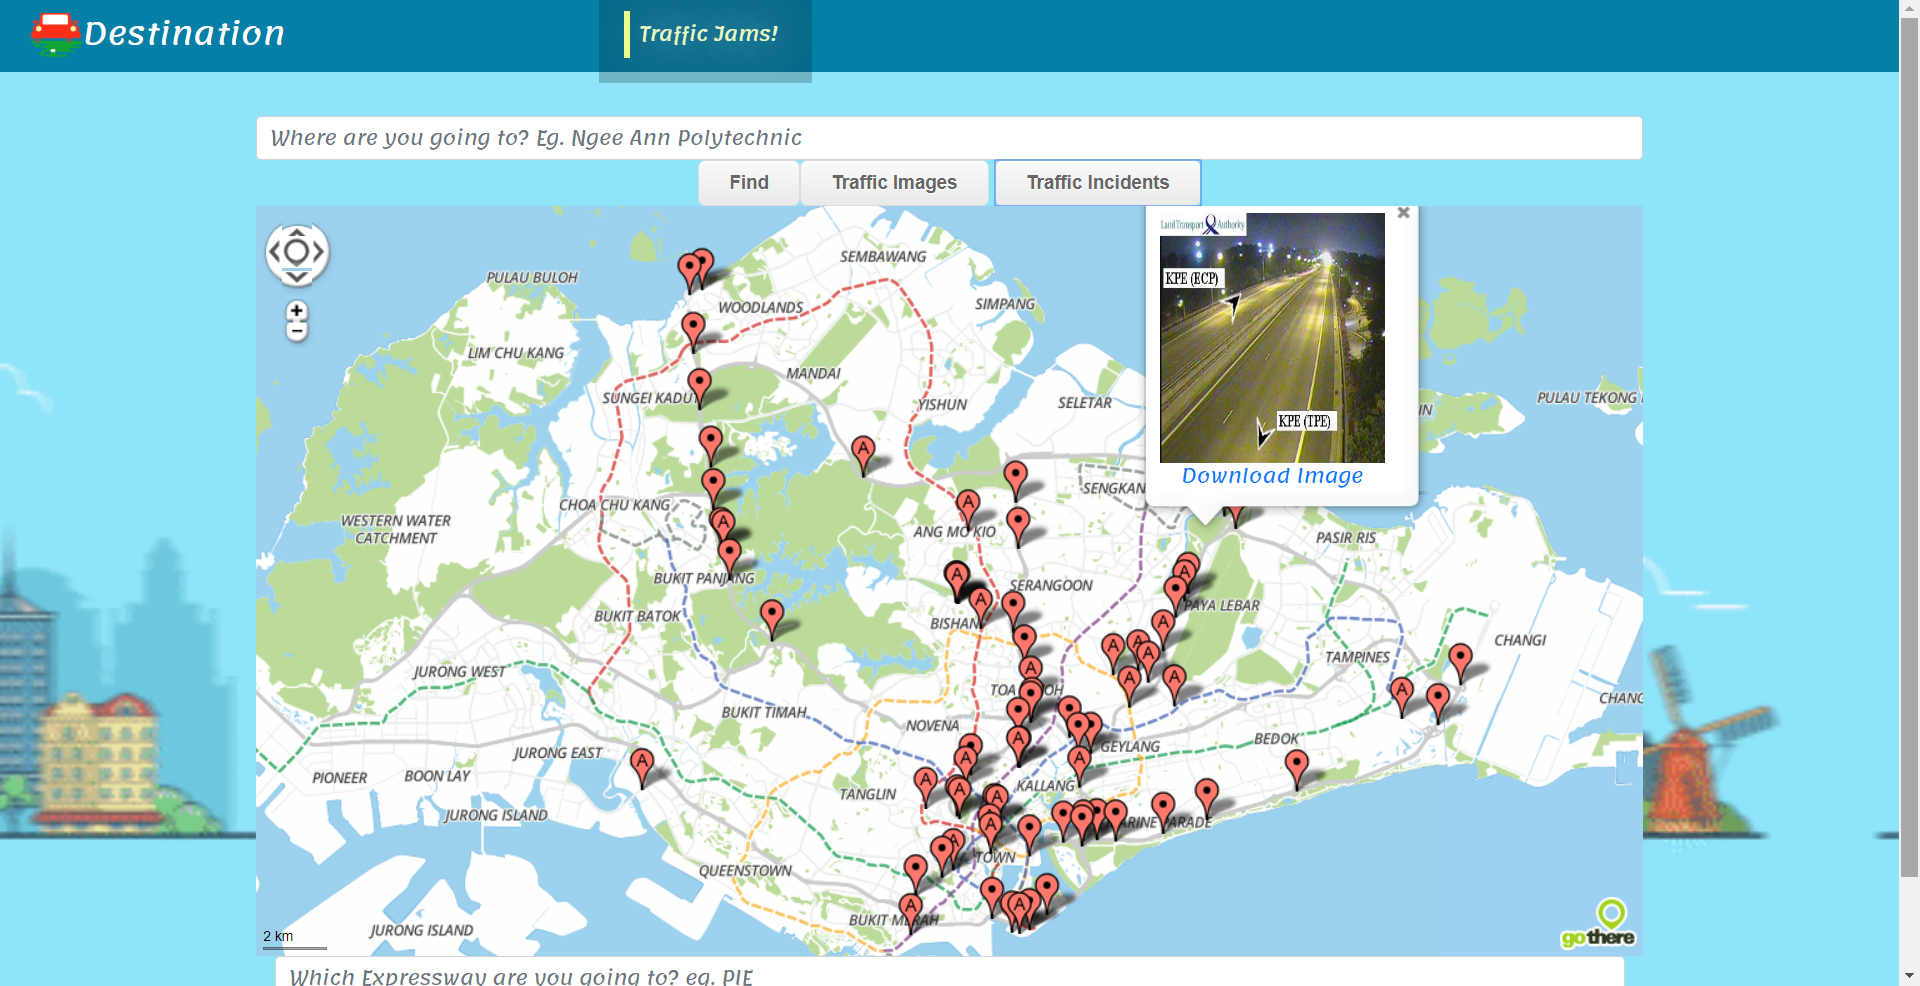 Destination
Traffic Jams!
Where are you going to? Eg. Ngee Ann Polytechnic
Find
Traffic Images
Traffic Incidents
Land Transport Authority
KPE (ECP)
KPE (TPE)
Download Image
SEMBAWANG
PULAU BULOH
WOODLANDS
SIMPANG
LIM CHU KANG
MANDAI
SUNGEI KADUT
YISHUN
SELETAR
PULAU TEKONG
SENGKAN
CHOA CHU KANG
WESTERN WATER
CATCHMENT
ANG MO KIO
PASIR RIS
BUKIT PANJANG
SERANGOON
PAYA LEBAR
BUKIT BATOK
BISHAN
CHANGI
TAMPINES
JURONG WEST
TOA PAYOH
CHANG
BUKIT TIMAH
NOVENA
BEDOK
GEYLANG
JURONG EAST
PIONEER
BOON LAY
KALLANG
TANGLIN
JURONG ISLAND
MARINE PARADE
TOWN
QUEENSTOWN
BUKIT MERAH
JURONG ISLAND
2 km
gothere
Which Expressway are you going to? eg. PIE